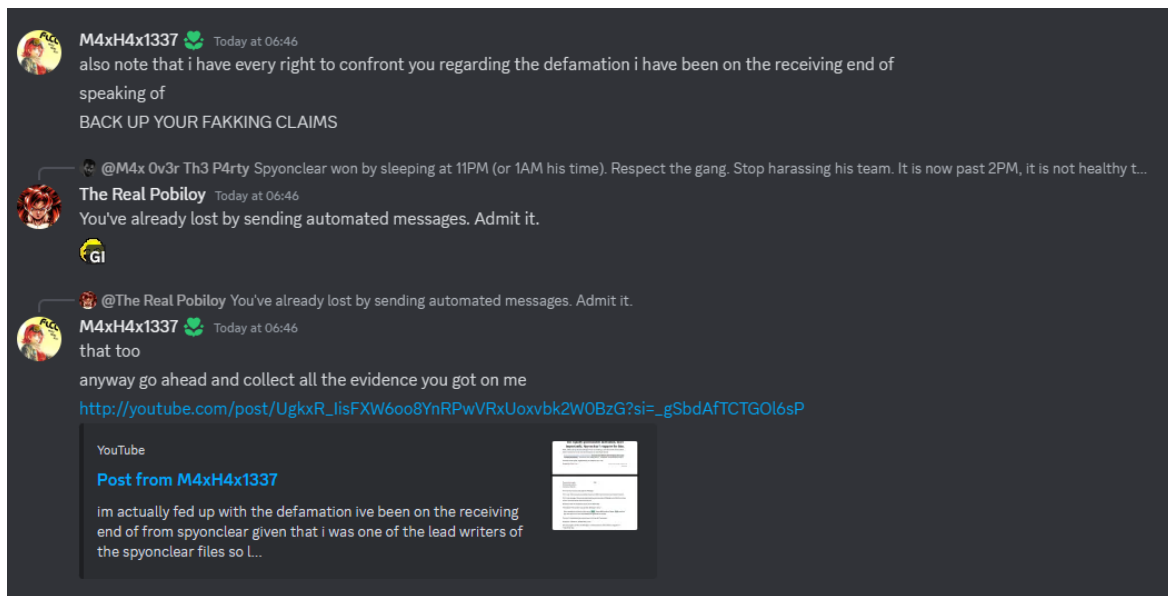 M4xH4x1337 Today at 06:46
also note that i have every right to confront you regarding the defamation i have been on the receiving end of
speaking of
BACK UP YOUR FAKKING CLAIMS
@M4x 0v3r Th3 P4rty Spyonclear won by sleeping at 11PM (or 1AM his time). Respect the gang. Stop harassing his team. It is now past 2PM, it is not healthy t...
The Real Pobiloy Today at 06:46
You've already lost by sending automated messages. Admit it.
GI
@The Real Pobiloy You've already lost by sending automated messages. Admit it.
M4xH4x1337 Today at 06:46
that too
anyway go ahead and collect all the evidence you got on me
http://youtube.com/post/UgkxR_IisFXW6oo8YnRPwVRxUoxvbk2W0BzG?si=_gSbdAfTCTGOl6sP
YouTube
Post from M4xH4x1337
im actually fed up with the defamation ive been on the receiving
end of from spyonclear given that i was one of the lead writers of
the spyonclear files so l...